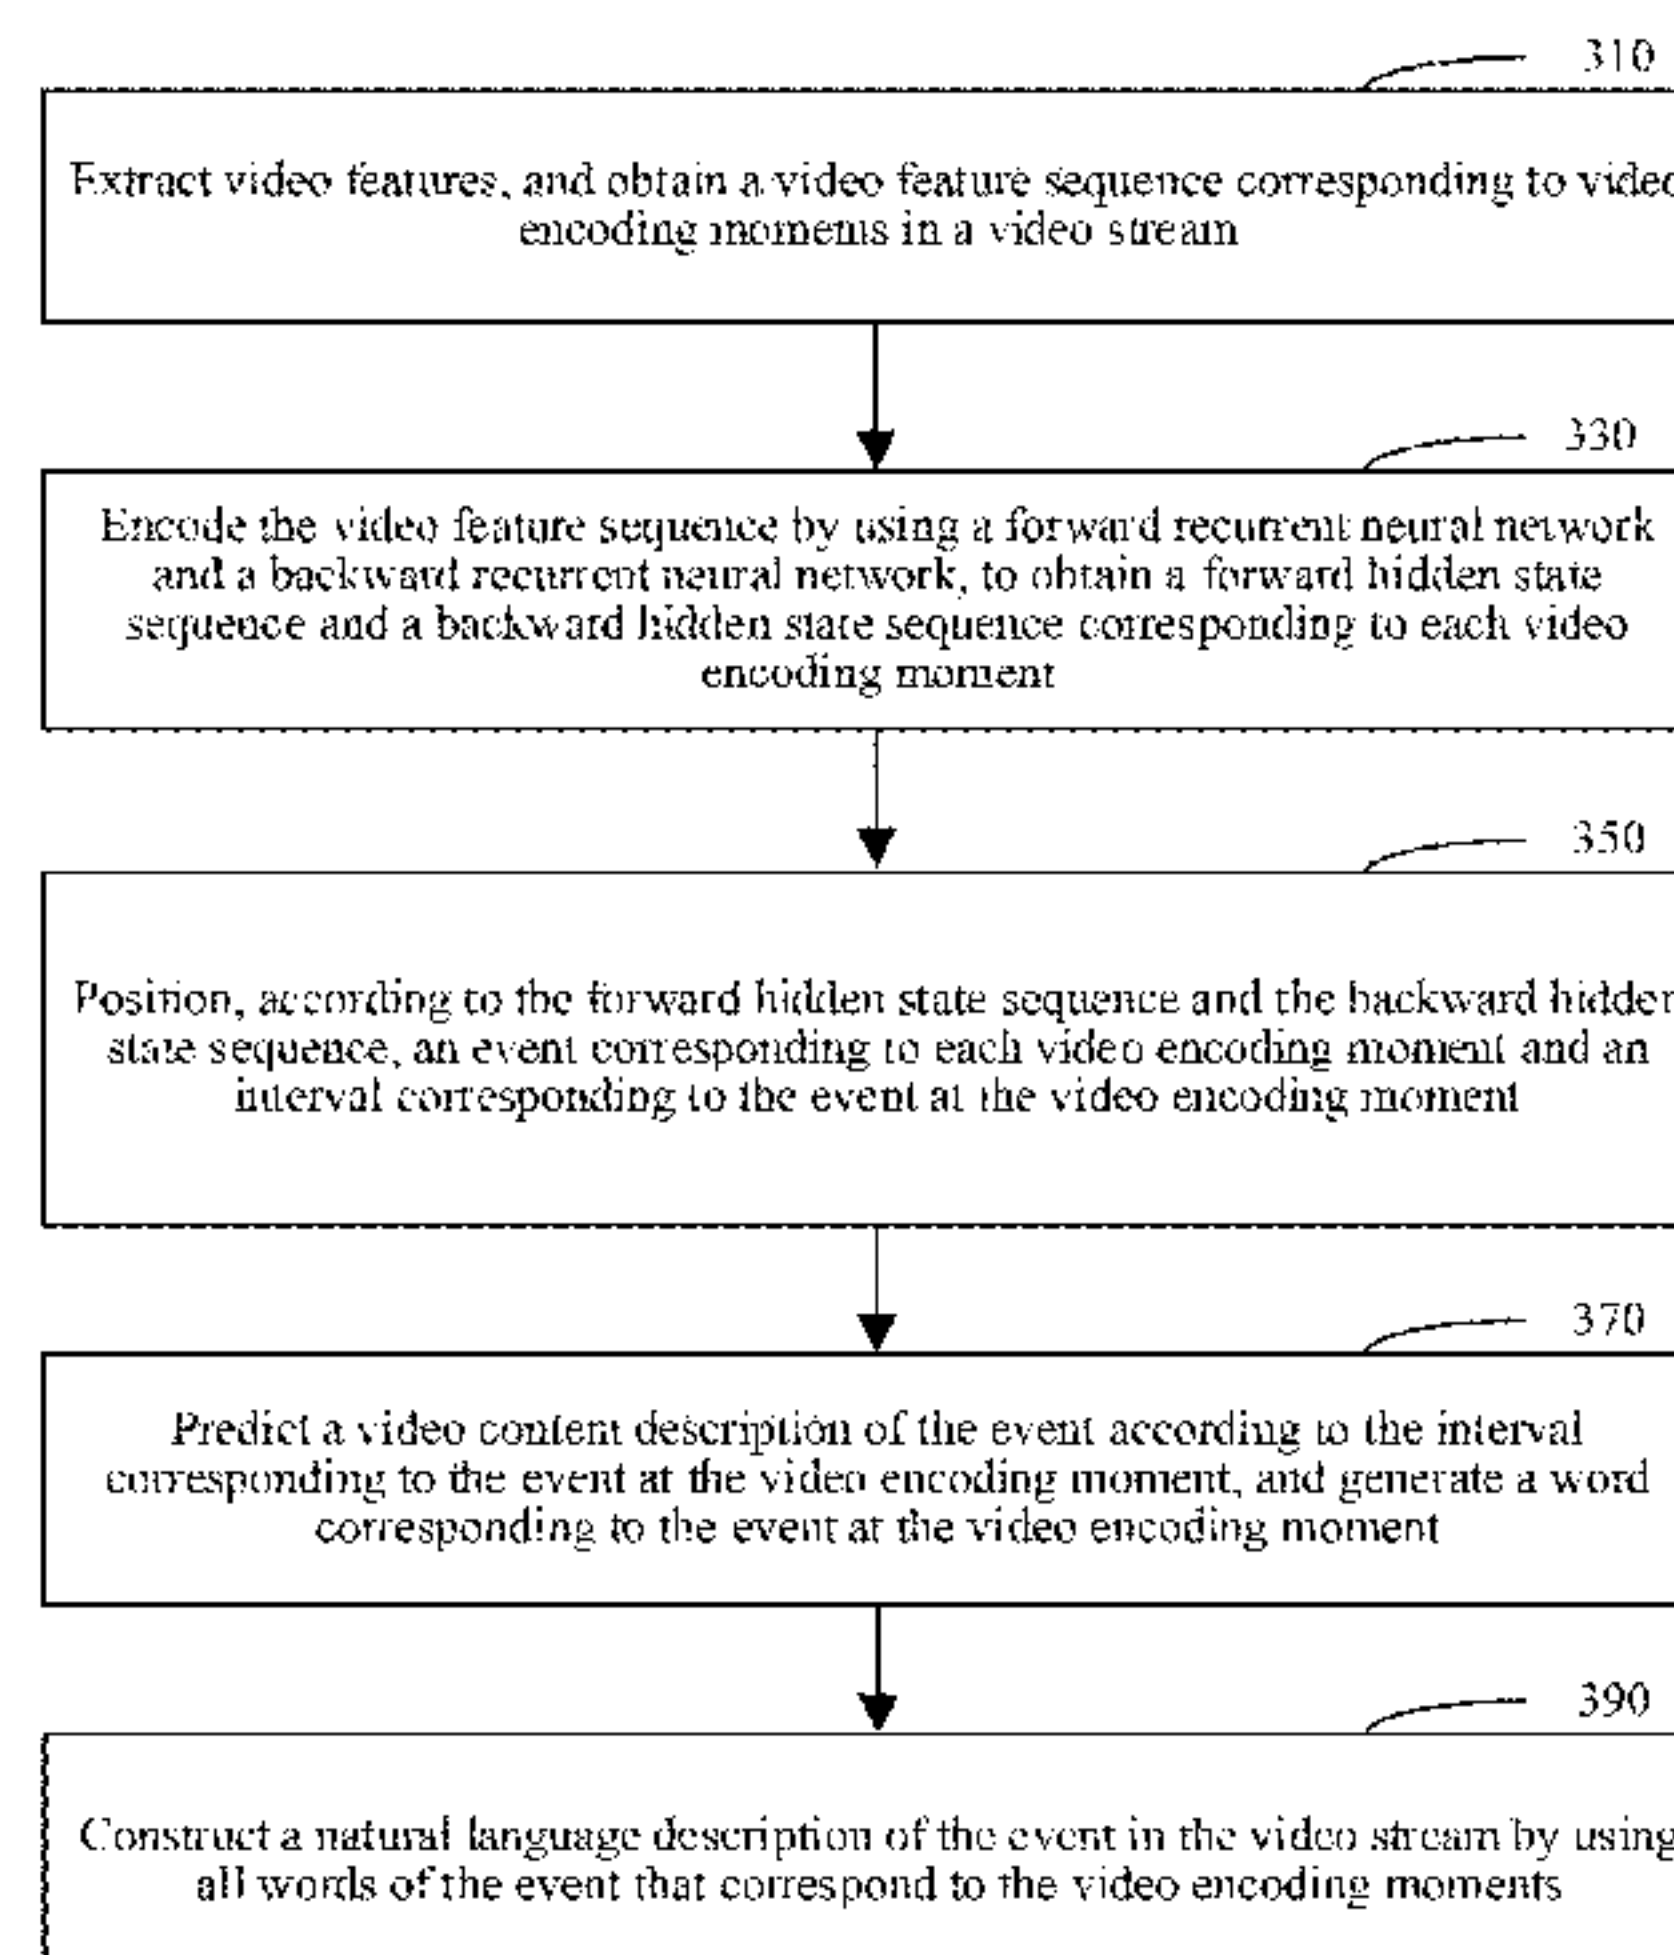 310
Extract video features, and obtain a video feature sequence corresponding to video
encoding moments in a video stream
330
Encode the video feature sequence by using a forward recurrent neural network
and a backward recurrent neural network, to obtain a forward hidden state
sequence and a backward hidden state sequence corresponding to each video
encoding moment
350
Position, according to the forward hidden state sequence and the backward hidden
state sequence, an event corresponding to each video encoding moment and an
interval corresponding to the event at the video encoding moment
370
Predict a video content description of the event according to the interval
corresponding to the event at the video encoding moment, and generate a word
corresponding to the event at the video encoding moment
390
Construct a natural language description of the event in the video stream by using
all words of the event that correspond to the video encoding moments